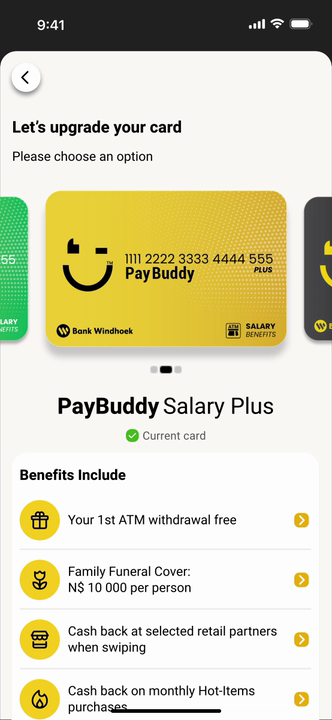 9:41
Let's upgrade your card
Please choose an option
55
1111 2222 3333 4444 555
PLUS
PayBuddy
TM
LARY
NEFITS
Bank Windhoek
ATM
SALARY
BENEFITS
PayBuddy Salary Plus
Current card
Benefits Include
Your 1st ATM withdrawal free
Family Funeral Cover:
N$ 10 000 per person
Cash back at selected retail partners
when swiping
Cash back on monthly Hot-Items
purchases